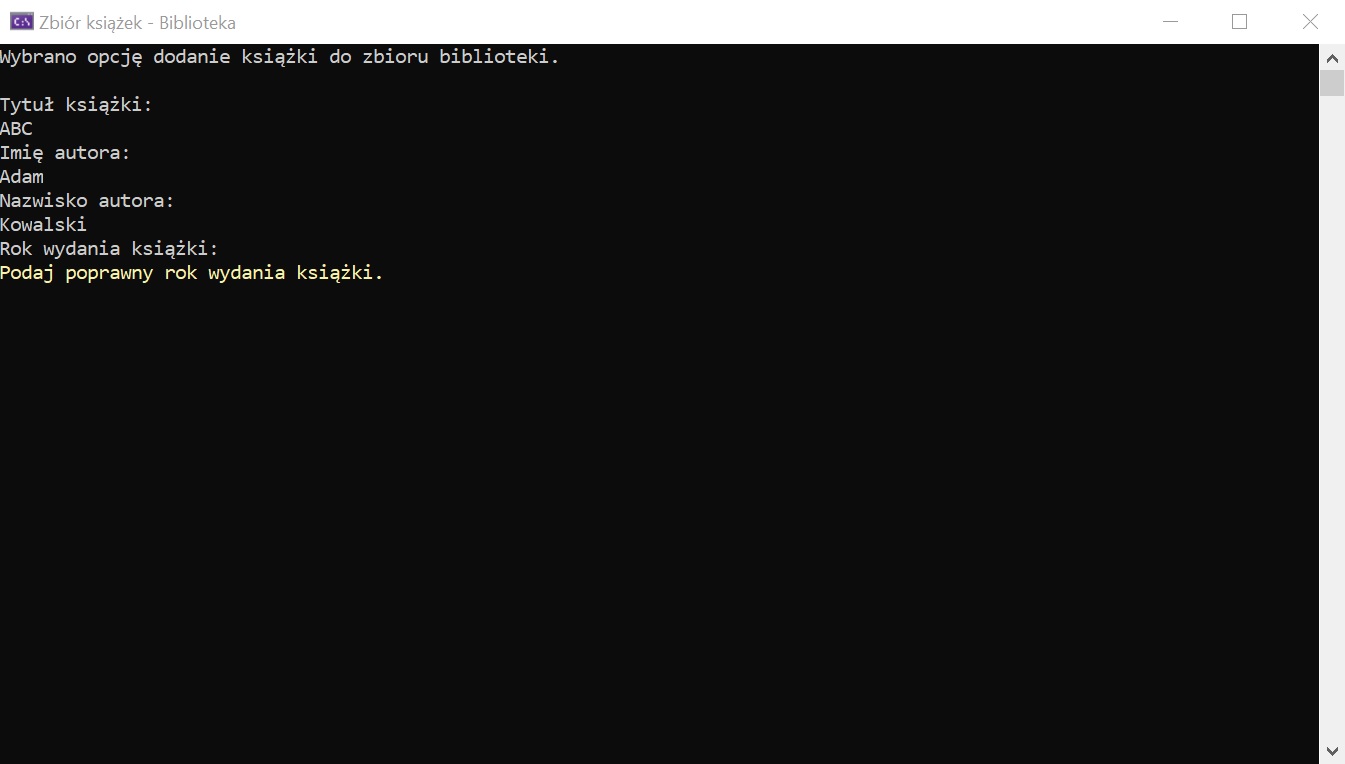 Zbiór książek - Biblioteka
Wybrano opcję dodanie książki do zbioru biblioteki.
Tytuł książki:
ABC
Imię autora:
Adam
Nazwisko autora:
Kowalski
Rok wydania książki:
Podaj poprawny rok wydania książki.